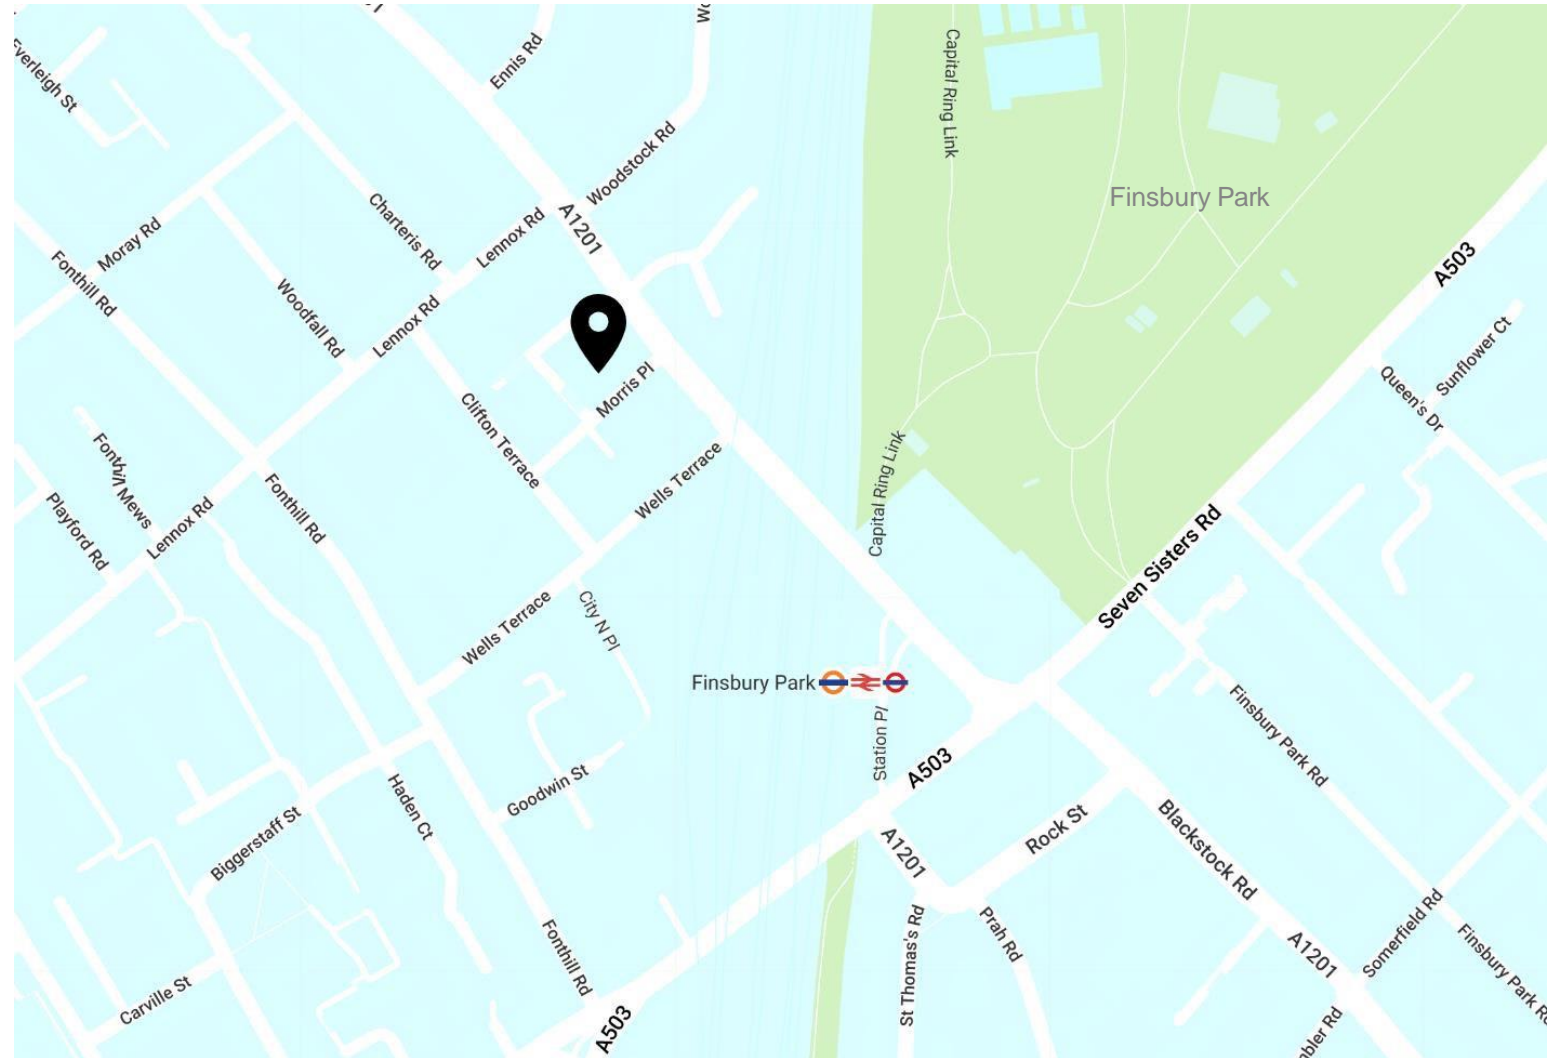 Everleigh St
Ennis Rd
Capital Ring Link
Woodstock Rd
Finsbury Park
Charteris Rd
Lennox Rd
A1201
Moray Rd
Fonthill Rd
A503
Woodfall Rd
Lennox Rd
Sunflower Ct
Morris Pl
Queen's Dr
Clifton Terrace
Fonthill Mews
Wells Terrace
Capital Ring Link
Playford Rd
Lennox Rd
Fonthill Rd
Seven Sisters Rd
Wells Terrace
City N Pl
Finsbury Park
Station Pl
Finsbury Park Rd
A503
Goodwin St
Haden Ct
Biggerstaff St
Rock St
Blackstock Rd
A1201
St Thomas's Rd
Prah Rd
Fonthill Rd
A1201
Somerfield Rd
Finsbury Park Rd
Carville St
A503